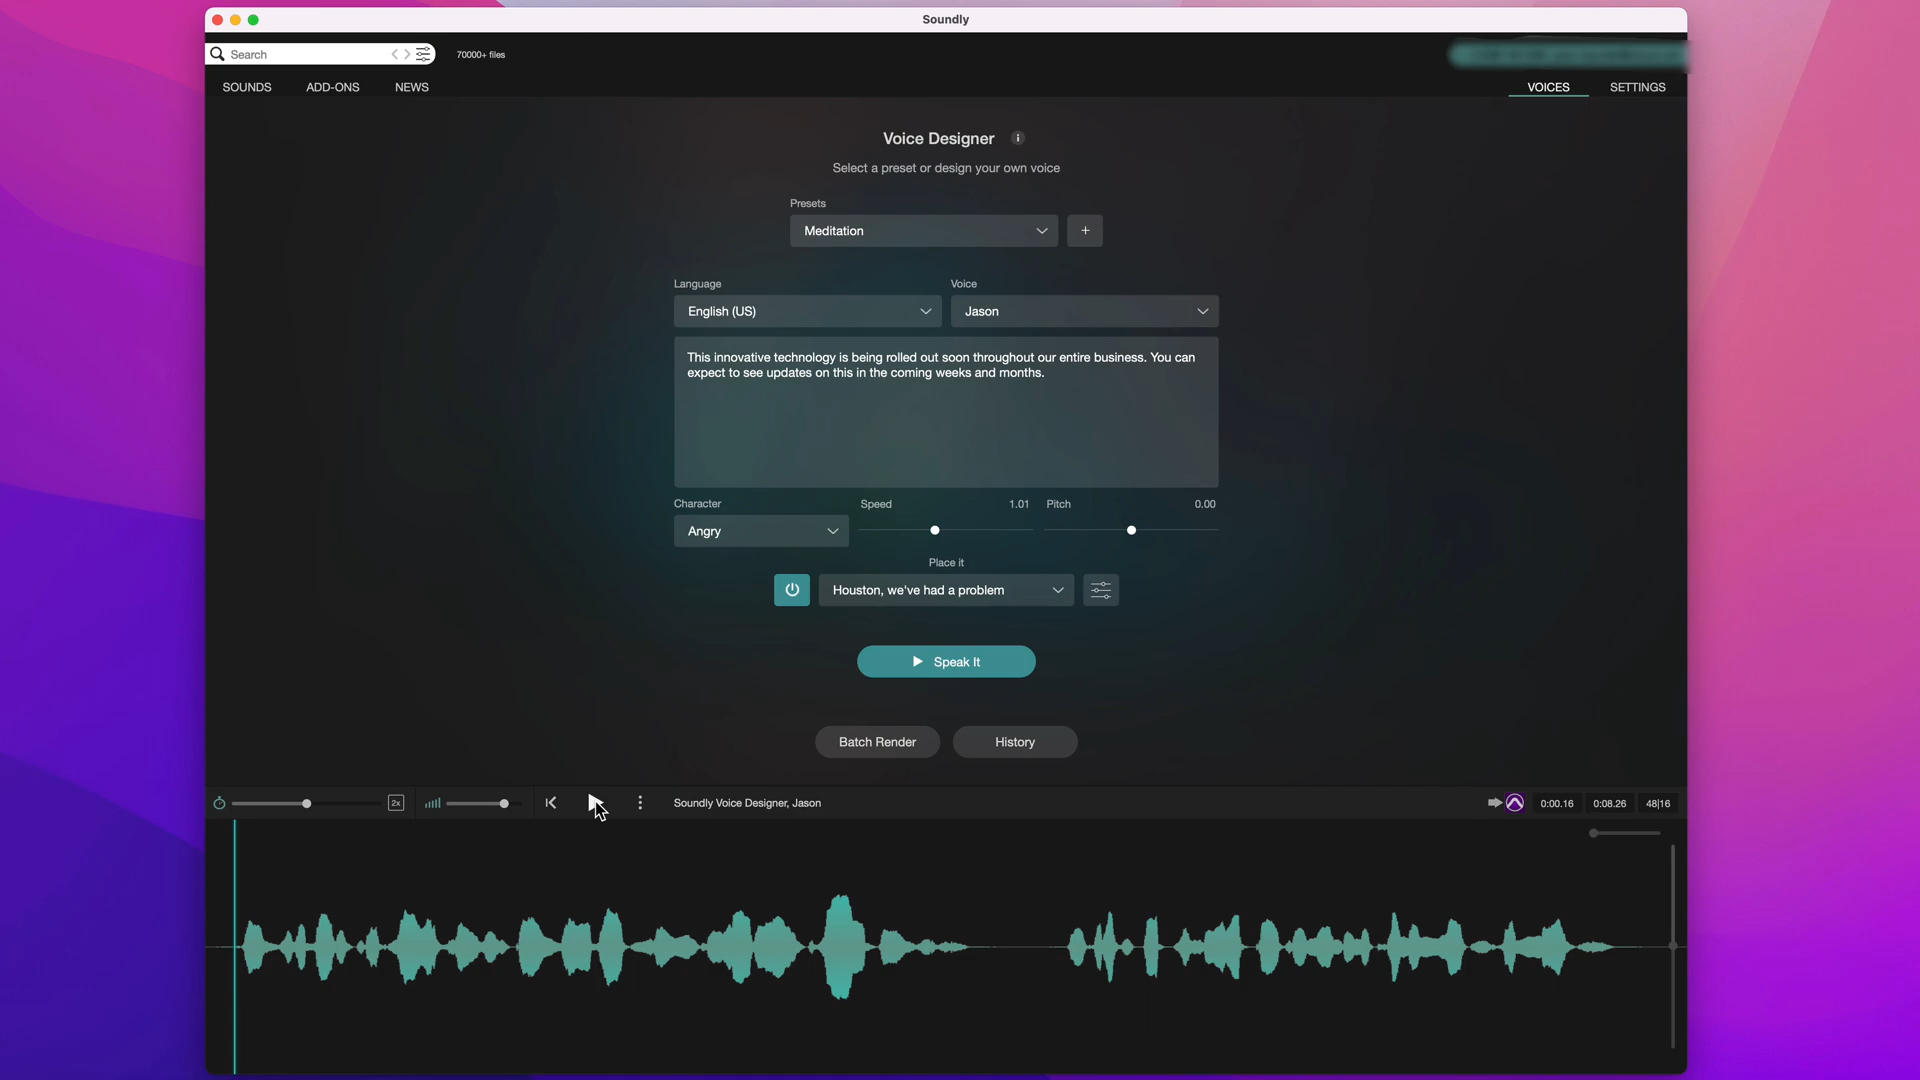 Soundly
Search
70000+ files
SOUNDS ADD-ONS NEWS VOICES SETTINGS
Voice Designer i
Select a preset or design your own voice
Presets
Meditation +
Language Voice
English (US) Jason
This innovative technology is being rolled out soon throughout our entire business. You can
expect to see updates on this in the coming weeks and months.
Character Speed 1.01 Pitch 0.00
Angry
Place it
Houston, we've had a problem
Speak It
Batch Render History
2x Soundly Voice Designer, Jason 0:00.16 0:08.26 48|16